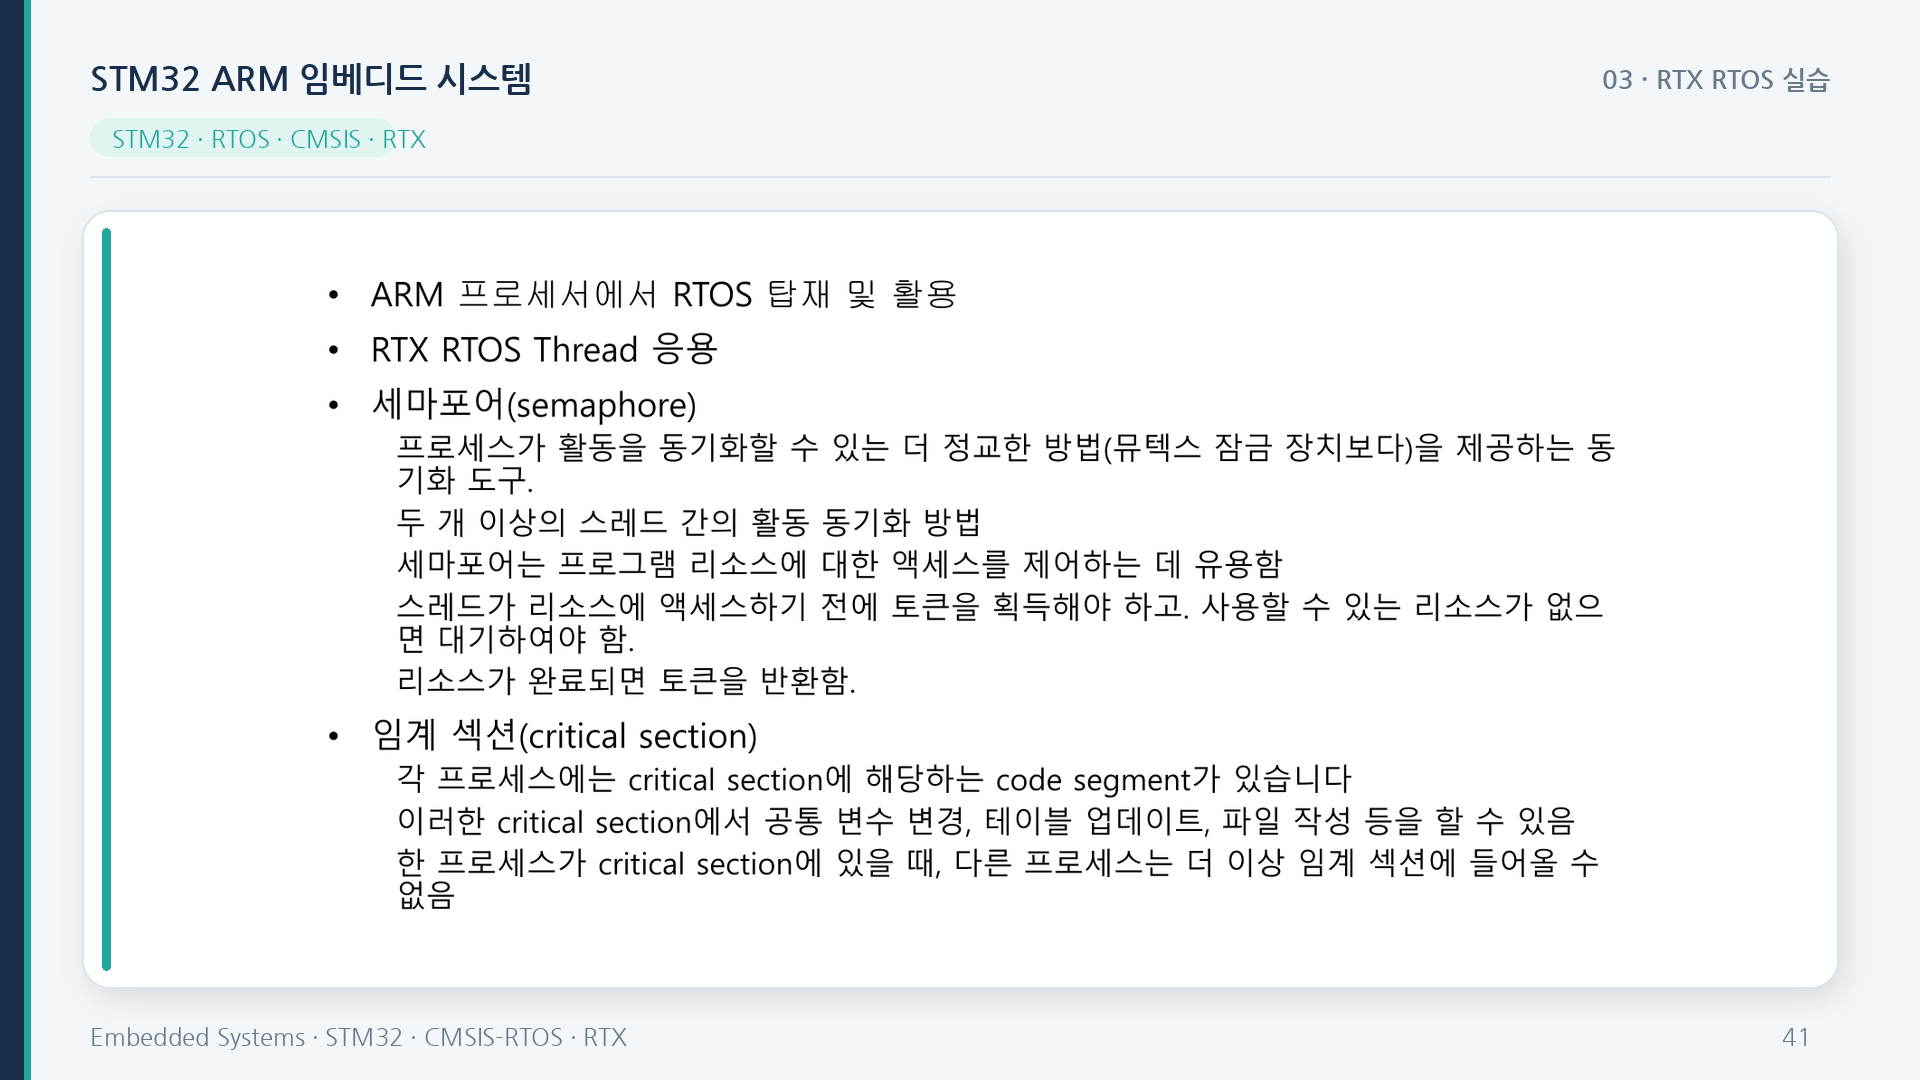 STM32 ARM 임베디드 시스템
03 · RTX RTOS 실습
STM32 · RTOS · CMSIS · RTX
• ARM 프로세서에서 RTOS 탑재 및 활용
• RTX RTOS Thread 응용
• 세마포어(semaphore)
프로세스가 활동을 동기화할 수 있는 더 정교한 방법(뮤텍스 잠금 장치보다)을 제공하는 동
기화 도구.
두 개 이상의 스레드 간의 활동 동기화 방법
세마포어는 프로그램 리소스에 대한 액세스를 제어하는 데 유용함
스레드가 리소스에 액세스하기 전에 토큰을 획득해야 하고. 사용할 수 있는 리소스가 없으
면 대기하여야 함.
리소스가 완료되면 토큰을 반환함.
• 임계 섹션(critical section)
각 프로세스에는 critical section에 해당하는 code segment가 있습니다
이러한 critical section에서 공통 변수 변경, 테이블 업데이트, 파일 작성 등을 할 수 있음
한 프로세스가 critical section에 있을 때, 다른 프로세스는 더 이상 임계 섹션에 들어올 수
없음
Embedded Systems · STM32 · CMSIS-RTOS · RTX
41